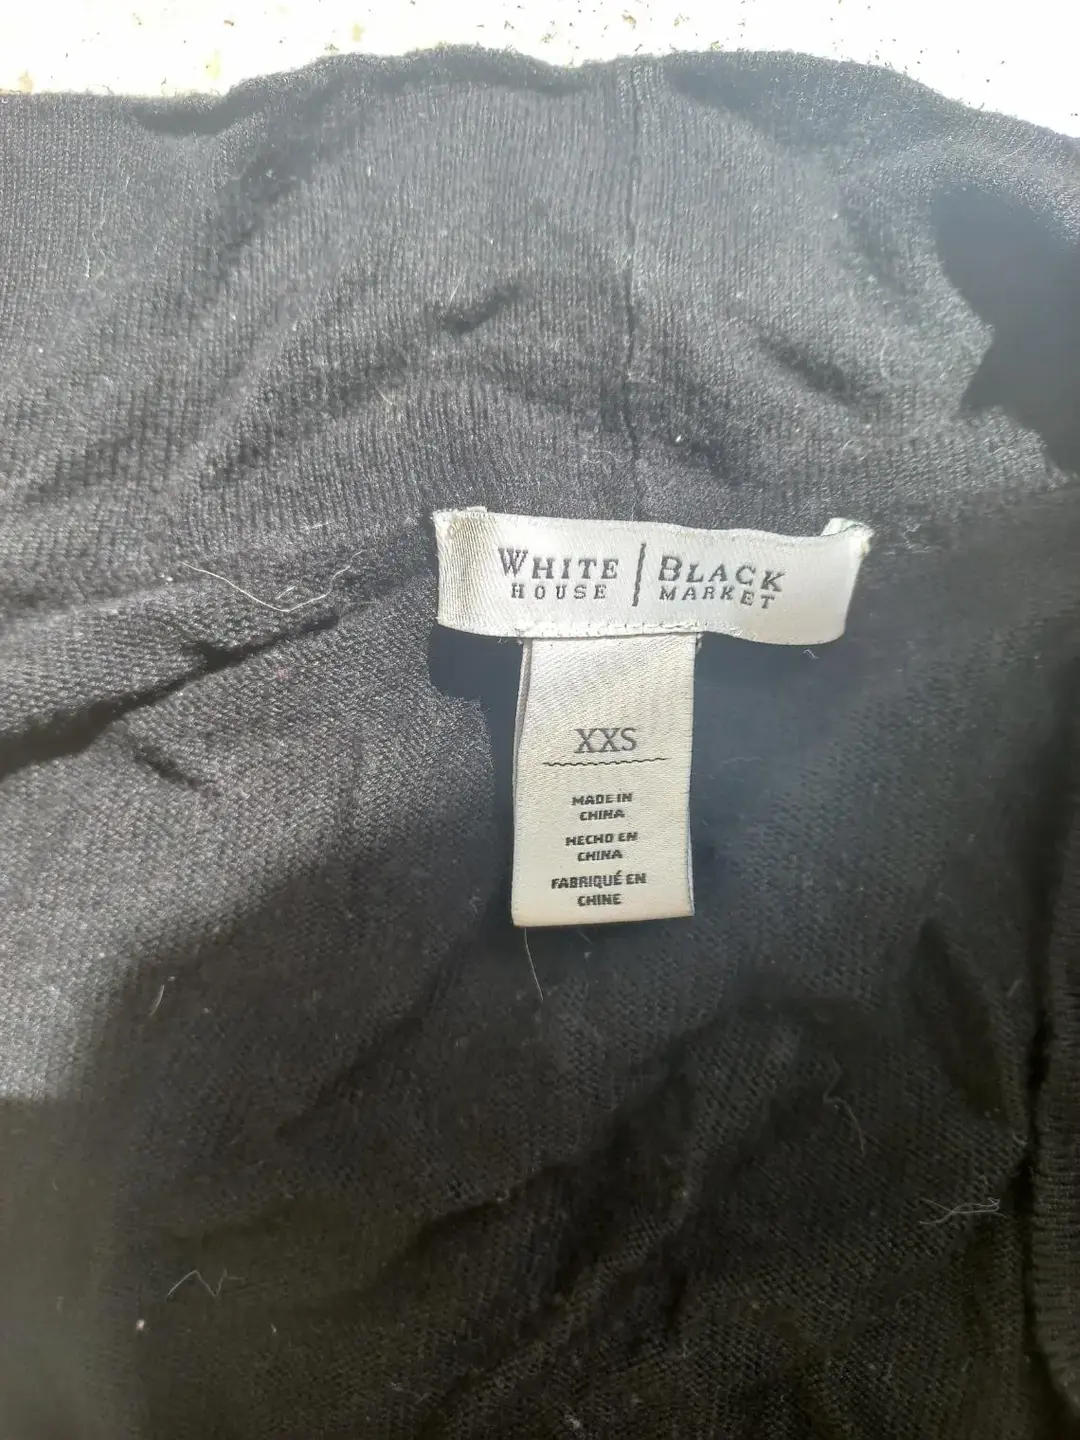 WHITE | BLACK
HOUSE MARKET
XXS
MADE IN
CHINA
HECHO EN
CHINA
FABRIQUÉ EN
CHINE